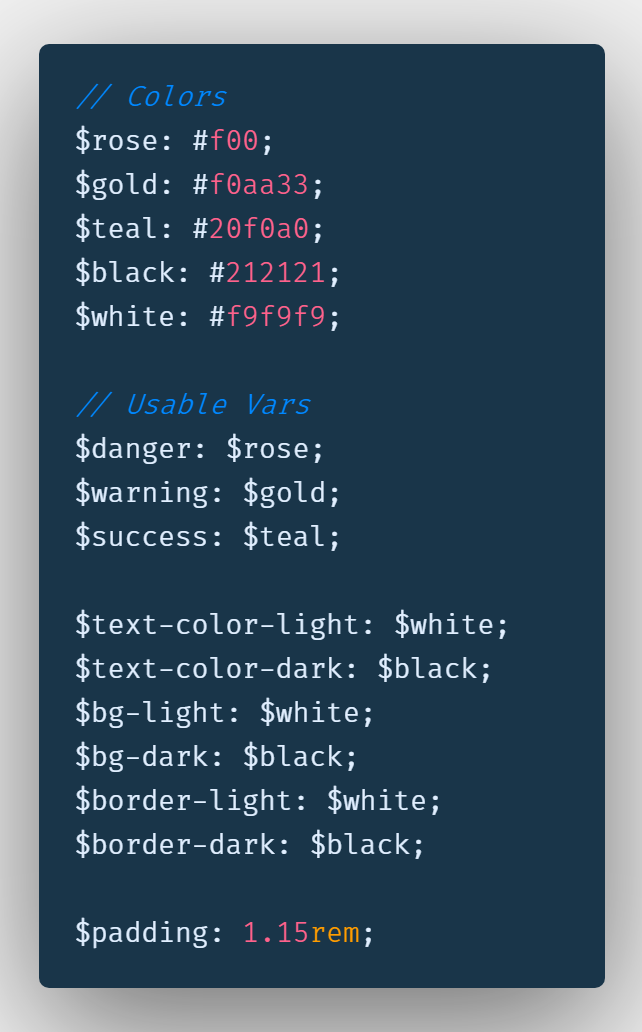 // Colors
$rose: #f00;
$gold: #f0aa33;
$teal: #20f0a0;
$black: #212121;
$white: #f9f9f9;

// Usable Vars
$danger: $rose;
$warning: $gold;
$success: $teal;

$text-color-light: $white;
$text-color-dark: $black;
$bg-light: $white;
$bg-dark: $black;
$border-light: $white;
$border-dark: $black;

$padding: 1.15rem;